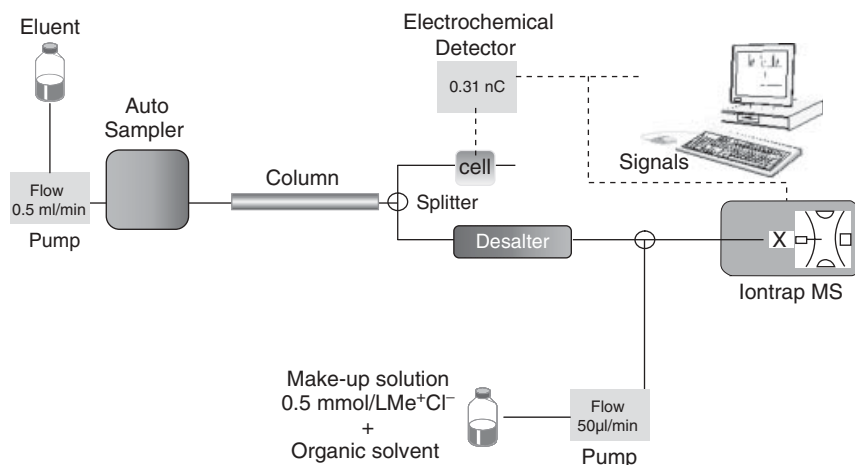 Eluent
Auto
Sampler
Flow
0.5 ml/min
Pump
Column
Electrochemical
Detector
0.31 nC
cell
Splitter
Signals
Desalter
X
Iontrap MS
Make-up solution
0.5 mmol/LMe⁺Cl⁻
+
Organic solvent
Flow
50µl/min
Pump